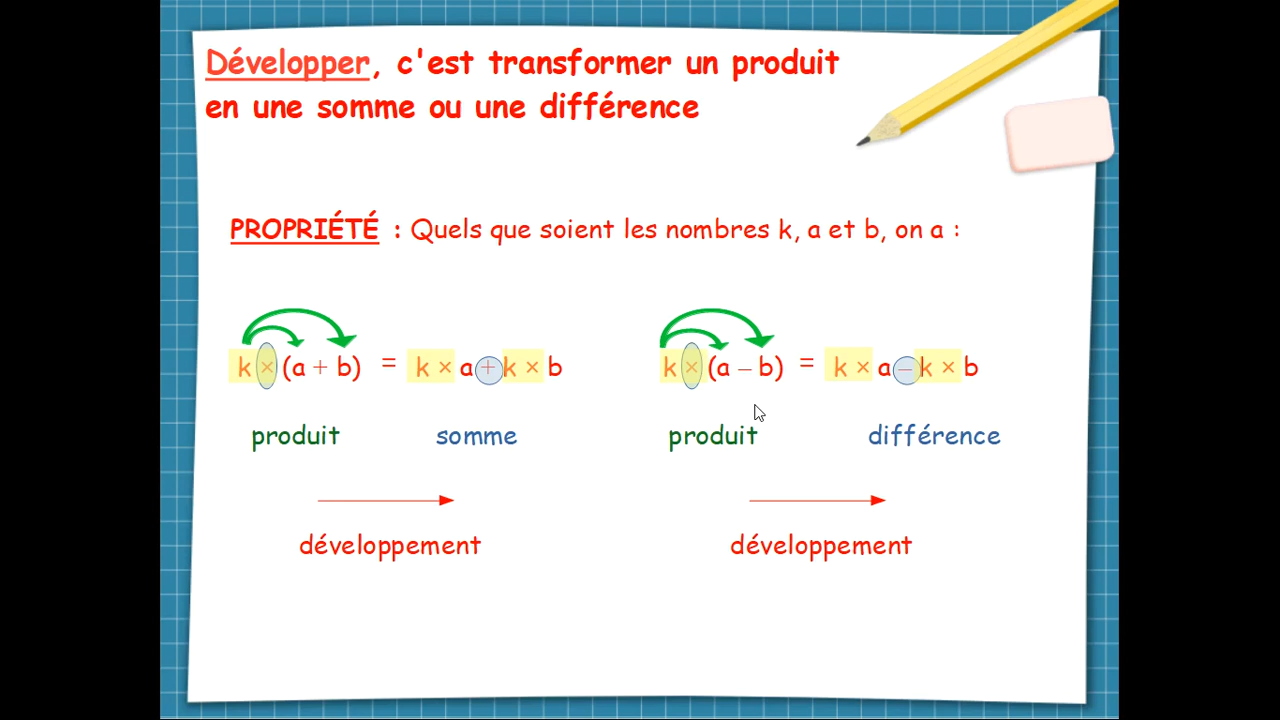 Développer, c'est transformer un produit
en une somme ou une différence
PROPRIÉTÉ : Quels que soient les nombres k, a et b, on a :
k × (a + b) = k × a + k × b
k × (a – b) = k × a – k × b
produit somme
produit différence
développement
développement